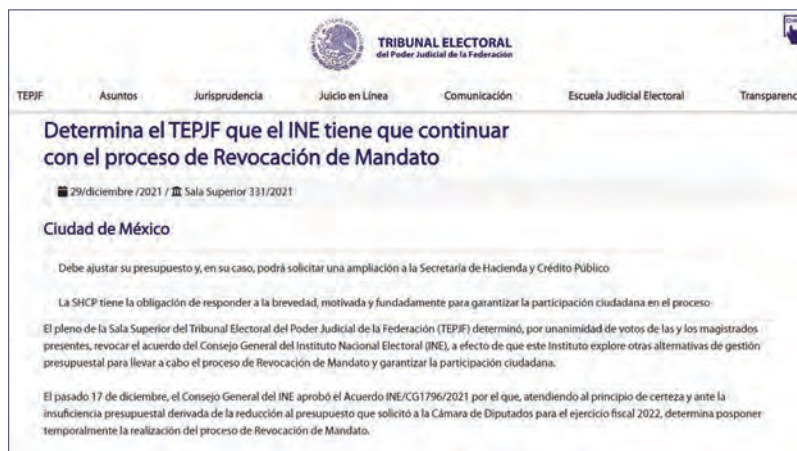 TRIBUNAL ELECTORAL
del Poder Judicial de la Federación
TEPJF Asuntos Jurisprudencia Juicio en Línea Comunicación Escuela Judicial Electoral Transparenc
Determina el TEPJF que el INE tiene que continuar
con el proceso de Revocación de Mandato
29/diciembre /2021 / Sala Superior 331/2021
Ciudad de México
Debe ajustar su presupuesto y, en su caso, podrá solicitar una ampliación a la Secretaría de Hacienda y Crédito Público
La SHCP tiene la obligación de responder a la brevedad, motivada y fundadamente para garantizar la participación ciudadana en el proceso
El pleno de la Sala Superior del Tribunal Electoral del Poder Judicial de la Federación (TEPJF) determinó, por unanimidad de votos de las y los magistrados
presentes, revocar el acuerdo del Consejo General del Instituto Nacional Electoral (INE), a efecto de que este Instituto explore otras alternativas de gestión
presupuestal para llevar a cabo el proceso de Revocación de Mandato y garantizar la participación ciudadana.
El pasado 17 de diciembre, el Consejo General del INE aprobó el Acuerdo INE/CG1796/2021 por el que, atendiendo al principio de certeza y ante la
insuficiencia presupuestal derivada de la reducción al presupuesto que solicitó a la Cámara de Diputados para el ejercicio fiscal 2022, determina posponer
temporalmente la realización del proceso de Revocación de Mandato.